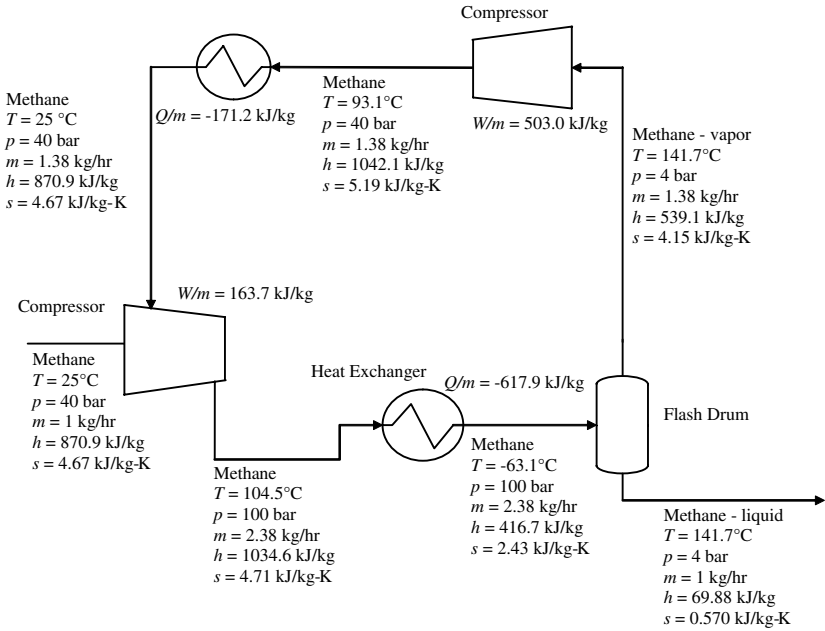 Compressor
Methane
T = 25 °C
p = 40 bar
m = 1.38 kg/hr
h = 870.9 kJ/kg
s = 4.67 kJ/kg-K
Q/m = -171.2 kJ/kg
Methane
T = 93.1°C
p = 40 bar
m = 1.38 kg/hr
h = 1042.1 kJ/kg
s = 5.19 kJ/kg-K
W/m = 503.0 kJ/kg
Methane - vapor
T = 141.7°C
p = 4 bar
m = 1.38 kg/hr
h = 539.1 kJ/kg
s = 4.15 kJ/kg-K
Compressor
W/m = 163.7 kJ/kg
Methane
T = 25°C
p = 40 bar
m = 1 kg/hr
h = 870.9 kJ/kg
s = 4.67 kJ/kg-K
Methane
T = 104.5°C
p = 100 bar
m = 2.38 kg/hr
h = 1034.6 kJ/kg
s = 4.71 kJ/kg-K
Heat Exchanger
Q/m = -617.9 kJ/kg
Methane
T = -63.1°C
p = 100 bar
m = 2.38 kg/hr
h = 416.7 kJ/kg
s = 2.43 kJ/kg-K
Flash Drum
Methane - liquid
T = 141.7°C
p = 4 bar
m = 1 kg/hr
h = 69.88 kJ/kg
s = 0.570 kJ/kg-K